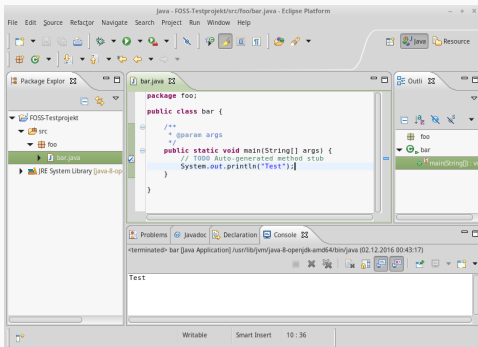 Java - FOSS-Testprojekt/src/foo/bar.java - Eclipse Platform
File Edit Source Refactor Navigate Search Project Run Window Help
Java Resource
Package Explor
FOSS-Testprojekt
src
foo
bar.java
JRE System Library [java-8-op
bar.java
package foo;
public class bar {
/**
* @param args
*/
public static void main(String[] args) {
// TODO Auto-generated method stub
System.out.println("Test");
}
}
Outli
foo
bar
main(String[]) : v
Problems Javadoc Declaration Console
<terminated> bar [Java Application] /usr/lib/jvm/java-8-openjdk-amd64/bin/java (02.12.2016 00:43:17)
Test
Writable Smart Insert 10 : 36